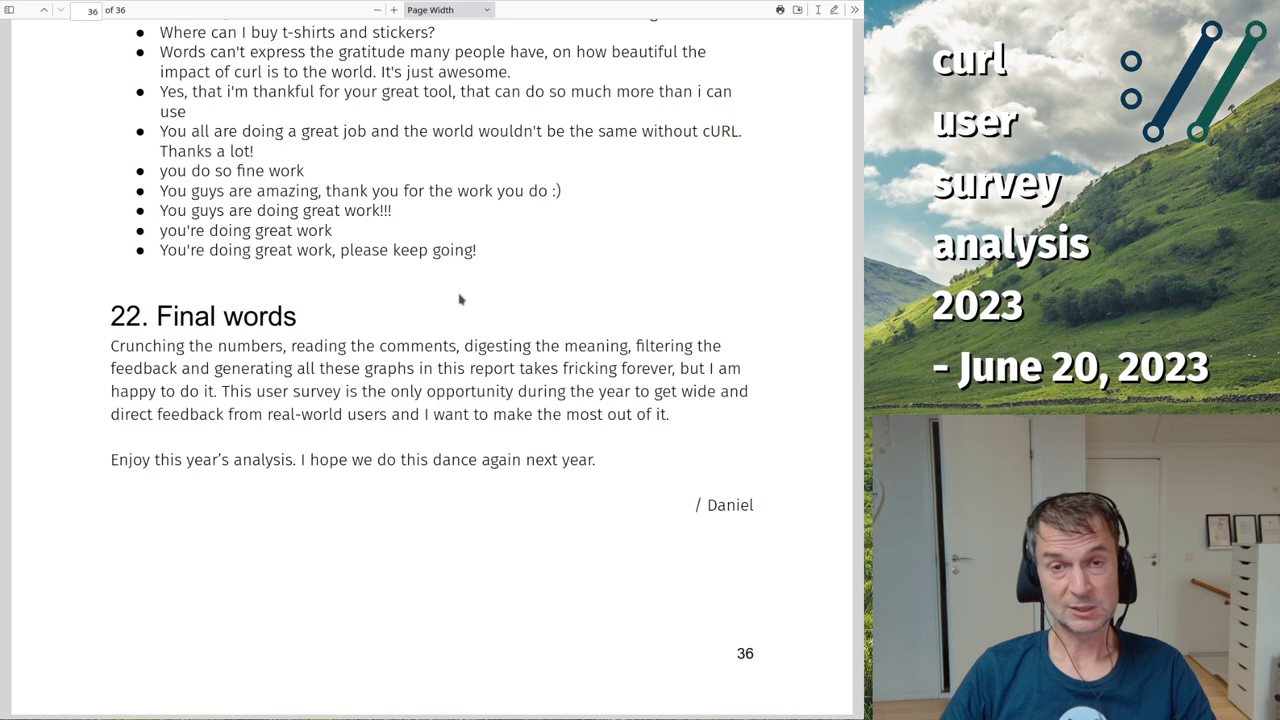 36 of 36
Page Width
Where can I buy t-shirts and stickers?
Words can't express the gratitude many people have, on how beautiful the
impact of curl is to the world. It's just awesome.
Yes, that i'm thankful for your great tool, that can do so much more than i can
use
You all are doing a great job and the world wouldn't be the same without cURL.
Thanks a lot!
you do so fine work
You guys are amazing, thank you for the work you do :)
You guys are doing great work!!!
you're doing great work
You're doing great work, please keep going!
22. Final words
Crunching the numbers, reading the comments, digesting the meaning, filtering the
feedback and generating all these graphs in this report takes fricking forever, but I am
happy to do it. This user survey is the only opportunity during the year to get wide and
direct feedback from real-world users and I want to make the most out of it.
Enjoy this year’s analysis. I hope we do this dance again next year.
/ Daniel
36
curl
user
survey
analysis
2023
- June 20, 2023